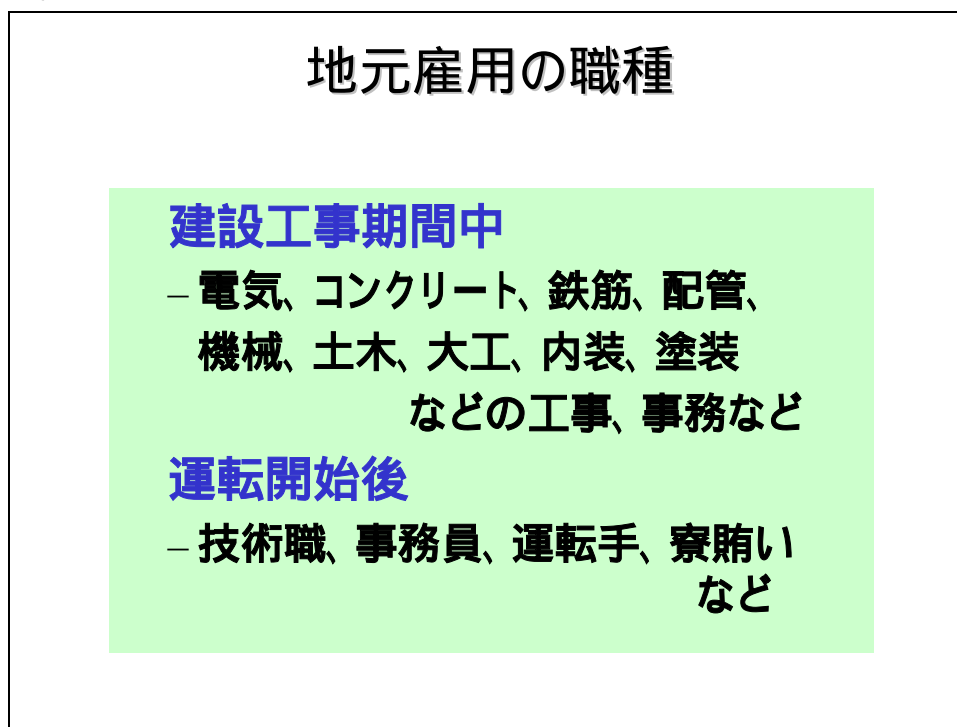 地元雇用の職種
建設工事期間中
– 電気、コンクリート、鉄筋、配管、
機械、土木、大工、内装、塗装
などの工事、事務など
運転開始後
– 技術職、事務員、運転手、寮賄い
など